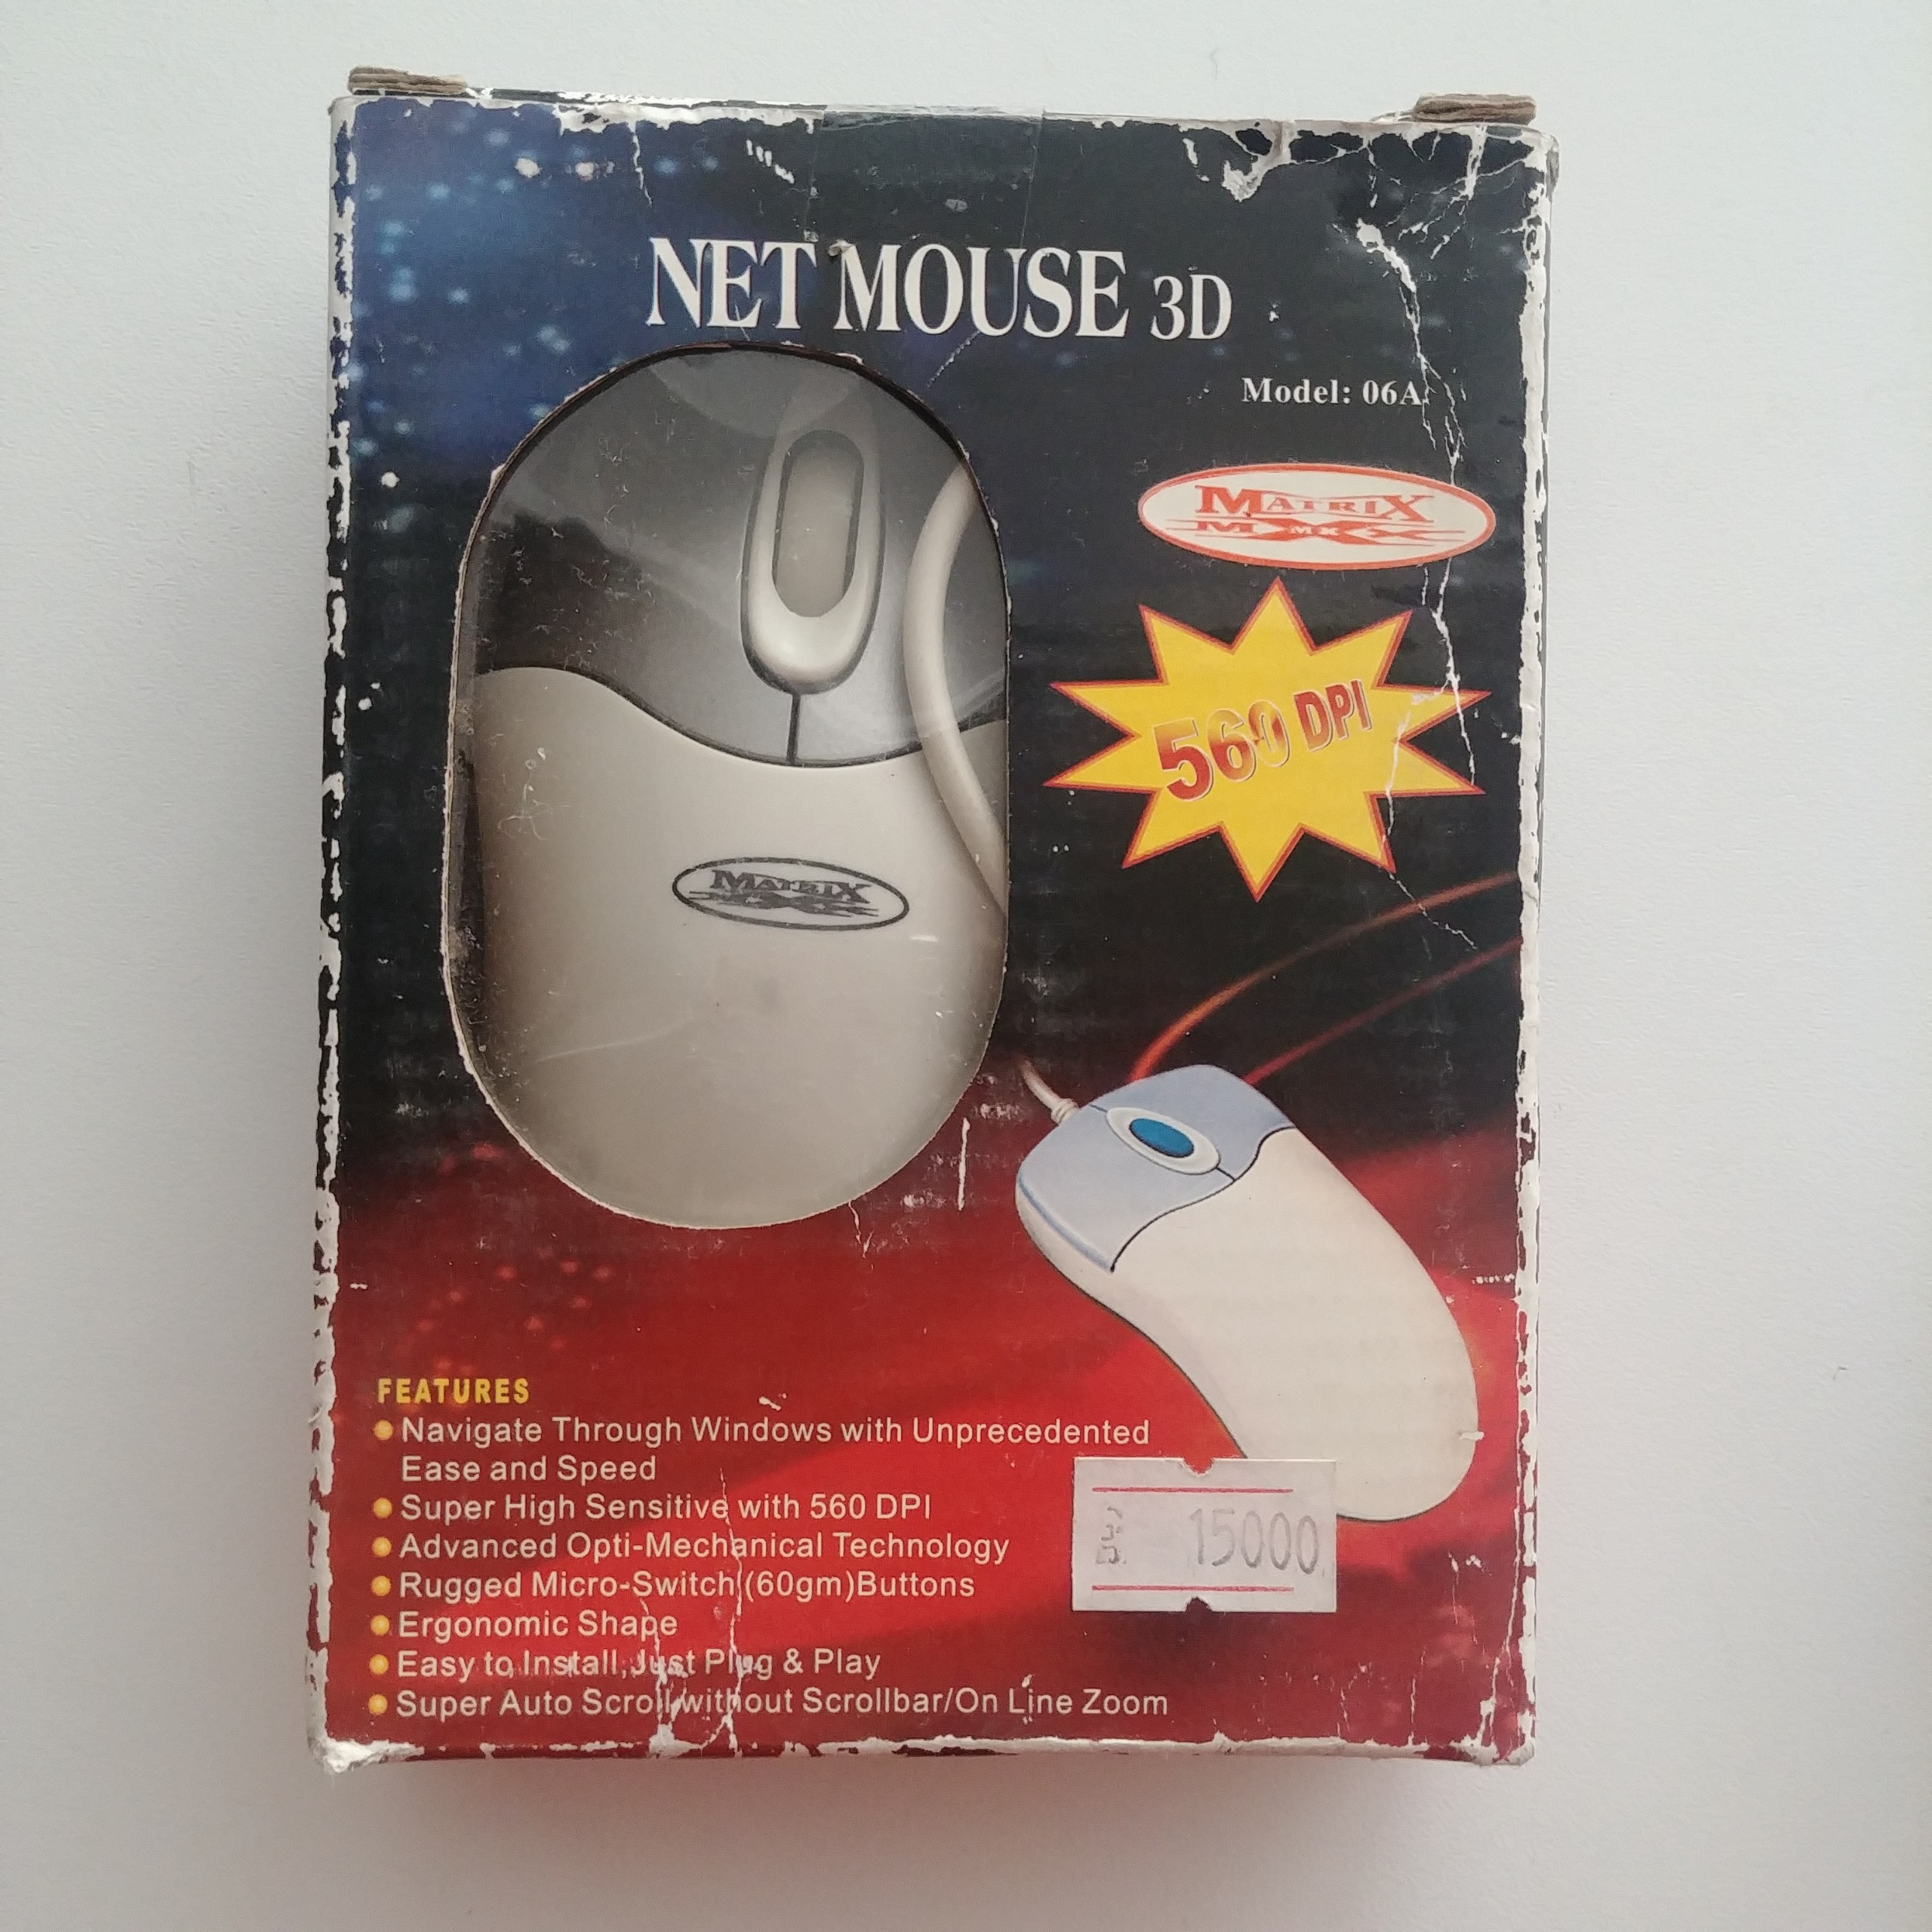 NET MOUSE 3D
Model: 06A
MATRIX
560 DPI
MATRIX
FEATURES
Navigate Through Windows with Unprecedented
Ease and Speed
Super High Sensitive with 560 DPI
Advanced Opti-Mechanical Technology
Rugged Micro-Switch(60gm)Buttons
Ergonomic Shape
Easy to Install,Just Plug & Play
Super Auto Scroll without Scrollbar/On Line Zoom
15000